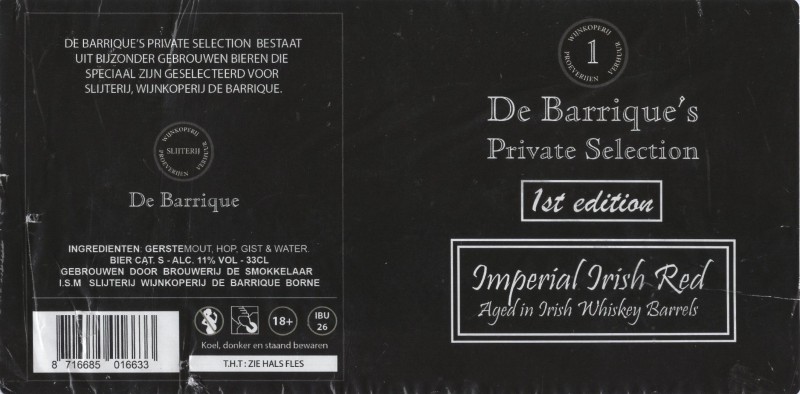 DE BARRIQUE'S PRIVATE SELECTION BESTAAT
UIT BIJZONDER GEBROUWEN BIEREN DIE
SPECIAAL ZIJN GESELECTEERD VOOR
SLIJTERIJ, WIJNKOPERIJ DE BARRIQUE.
WIJNKOPERIJ
SLIJTERIJ
PROEVERIJEN VERHUUR
De Barrique
INGREDIENTEN: GERSTEMOUT, HOP, GIST & WATER.
BIER CAT. S - ALC. 11% VOL - 33CL
GEBROUWEN DOOR BROUWERIJ DE SMOKKELAAR
I.S.M SLIJTERIJ WIJNKOPERIJ DE BARRIQUE BORNE
18+
IBU
26
Koel, donker en staand bewaren
T.H.T : ZIE HALS FLES
8 716685 016633
WIJNKOPERIJ
1
PROEVERIJEN VERHUUR
De Barrique's
Private Selection
1st edition
Imperial Irish Red
Aged in Irish Whiskey Barrels